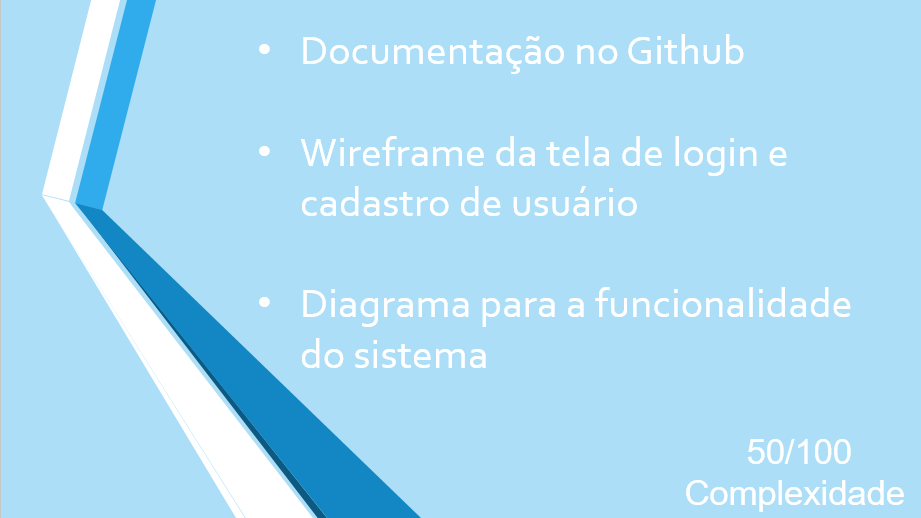 • Documentação no Github
• Wireframe da tela de login e
cadastro de usuário
• Diagrama para a funcionalidade
do sistema
50/100
Complexidade